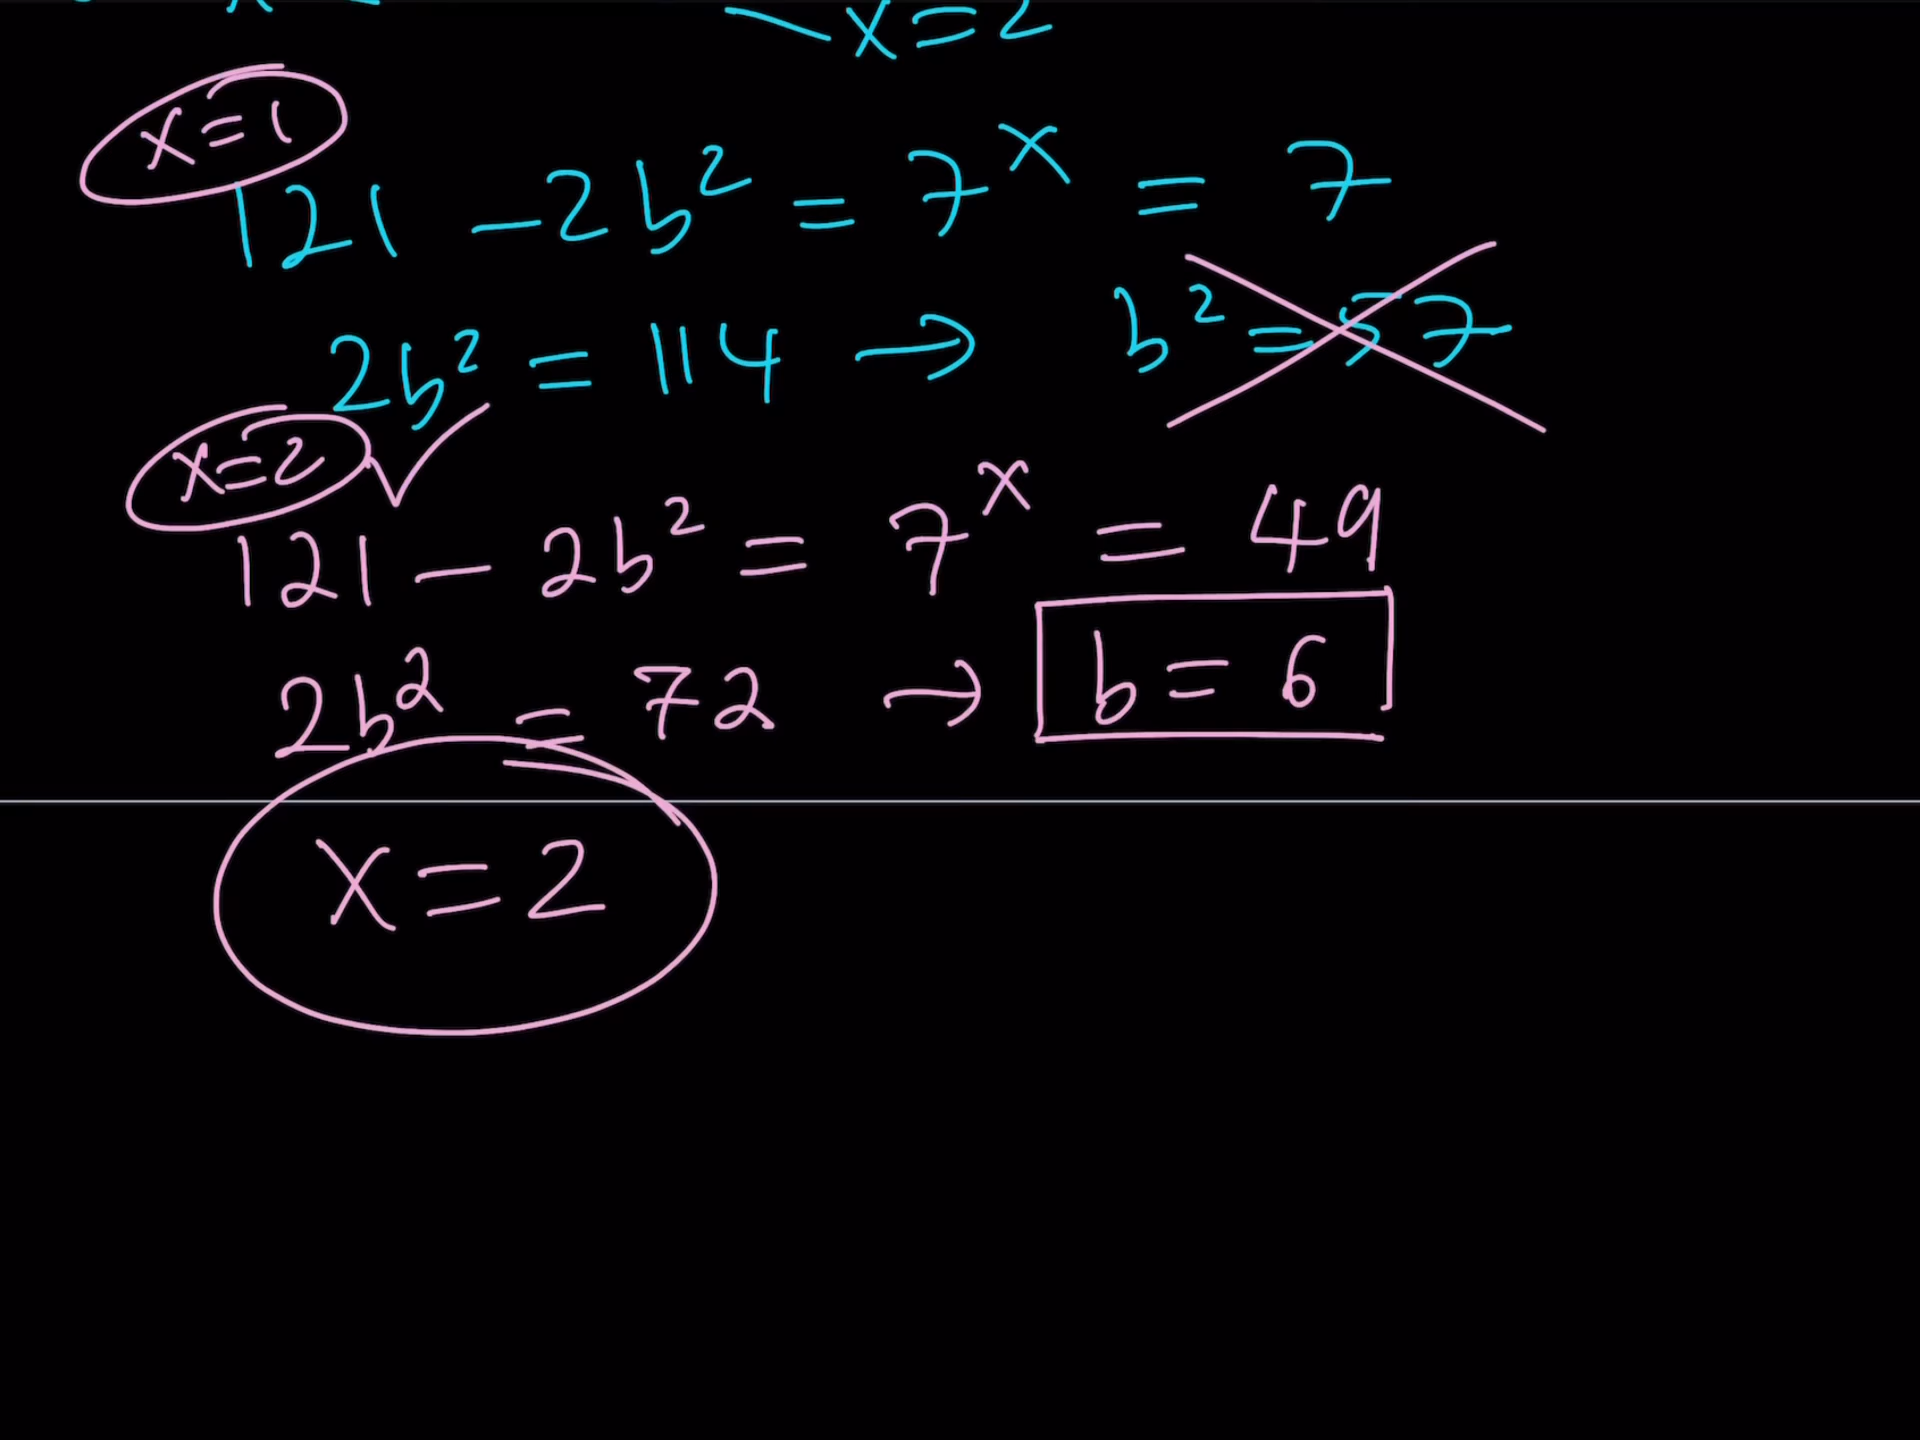 x=2
x=1
121 - 2b² = 7ˣ = 7
2b² = 114 → b² = 57
x=2 ✓
121 - 2b² = 7ˣ = 49
2b² = 72 → b = 6
x=2